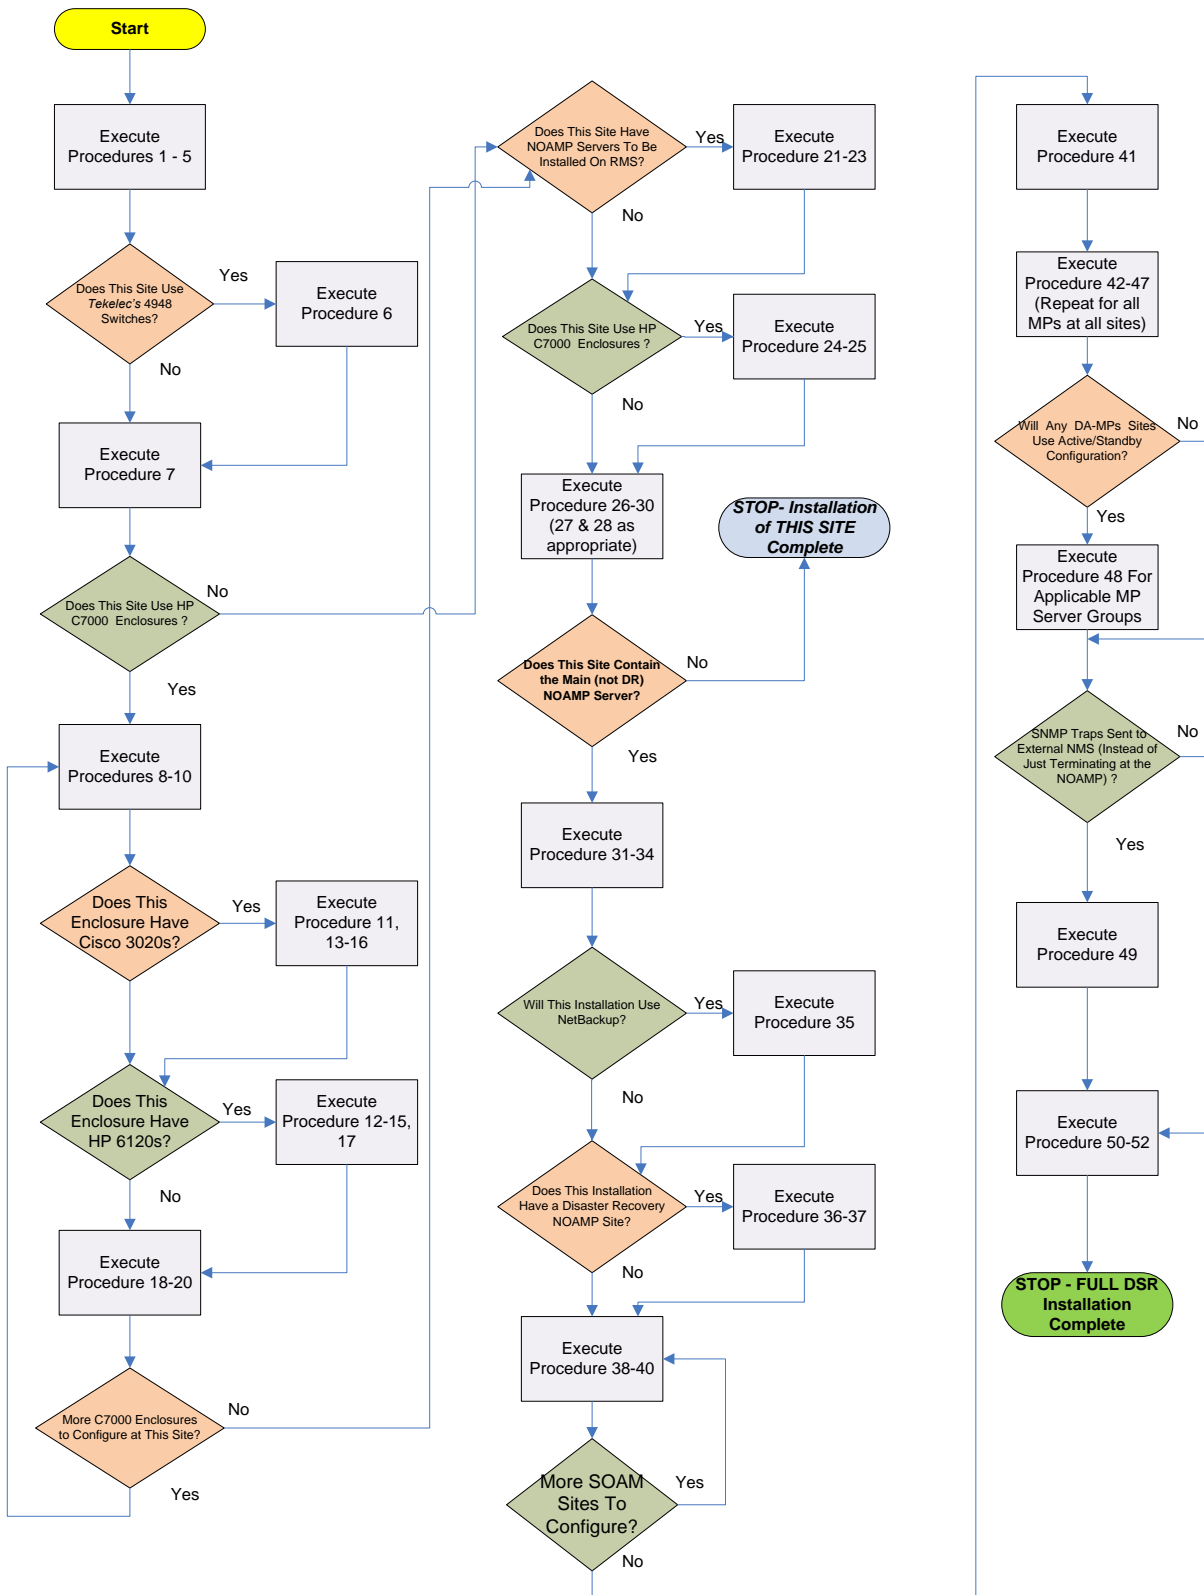 Start
Execute
Procedures 1 - 5
Does This Site Use
Tekelec's 4948
Switches?
Yes
Execute
Procedure 6
No
Execute
Procedure 7
Does This Site Use HP
C7000 Enclosures ?
No
Yes
Execute
Procedures 8-10
Does This
Enclosure Have
Cisco 3020s?
Yes
Execute
Procedure 11,
13-16
Does This
Enclosure Have
HP 6120s?
Yes
Execute
Procedure 12-15,
17
No
Execute
Procedure 18-20
More C7000 Enclosures
to Configure at This Site?
No
Yes
Does This Site Have
NOAMP Servers To Be
Installed On RMS?
Yes
Execute
Procedure 21-23
No
Does This Site Use HP
C7000 Enclosures ?
Yes
Execute
Procedure 24-25
No
Execute
Procedure 26-30
(27 & 28 as
appropriate)
STOP- Installation
of THIS SITE
Complete
Does This Site Contain
the Main (not DR)
NOAMP Server?
No
Yes
Execute
Procedure 31-34
Will This Installation Use
NetBackup?
Yes
Execute
Procedure 35
No
Does This Installation
Have a Disaster Recovery
NOAMP Site?
Yes
Execute
Procedure 36-37
No
Execute
Procedure 38-40
More SOAM
Sites To
Configure?
Yes
No
Execute
Procedure 41
Execute
Procedure 42-47
(Repeat for all
MPs at all sites)
Will Any DA-MPs Sites
Use Active/Standby
Configuration?
No
Yes
Execute
Procedure 48 For
Applicable MP
Server Groups
SNMP Traps Sent to
External NMS (Instead of
Just Terminating at the
NOAMP) ?
No
Yes
Execute
Procedure 49
Execute
Procedure 50-52
STOP - FULL DSR
Installation
Complete